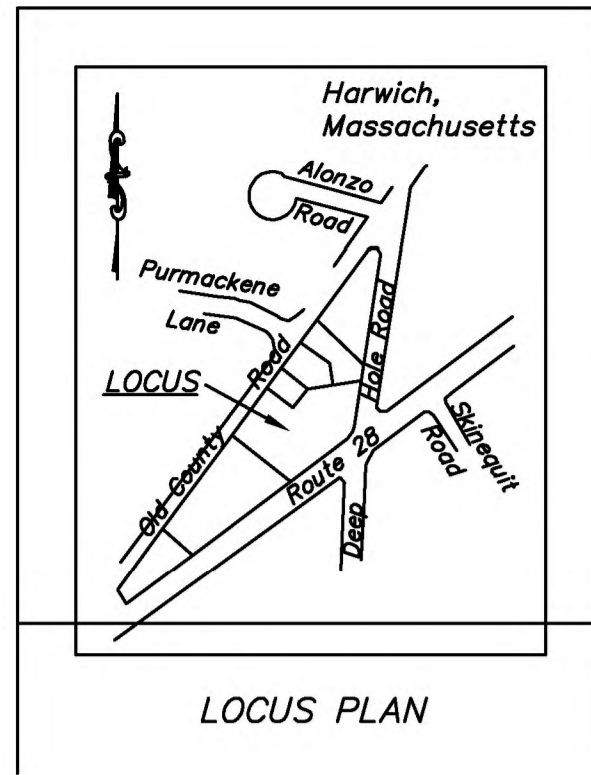 Harwich,
Massachusetts
Alonzo
Road
Purmackene
Lane
LOCUS
Old County Road
Hole Road
Route 28
Skinequit
Road
Deep
LOCUS PLAN